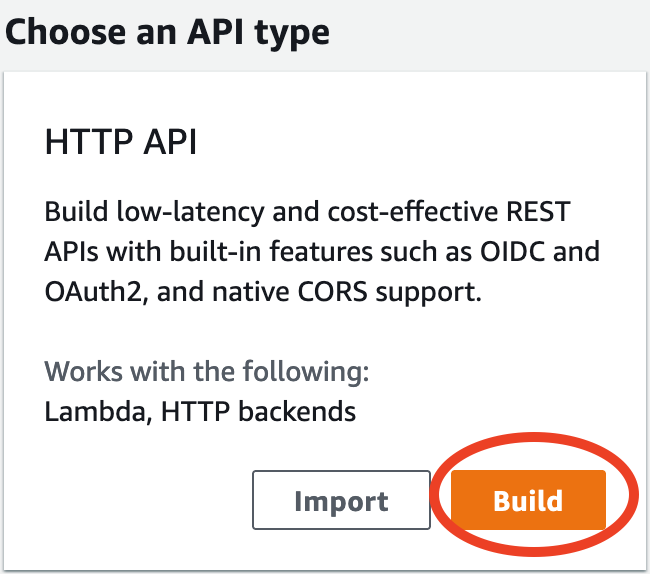 Choose an API type
HTTP API
Build low-latency and cost-effective REST
APIs with built-in features such as OIDC and
OAuth2, and native CORS support.
Works with the following:
Lambda, HTTP backends
Import
Build